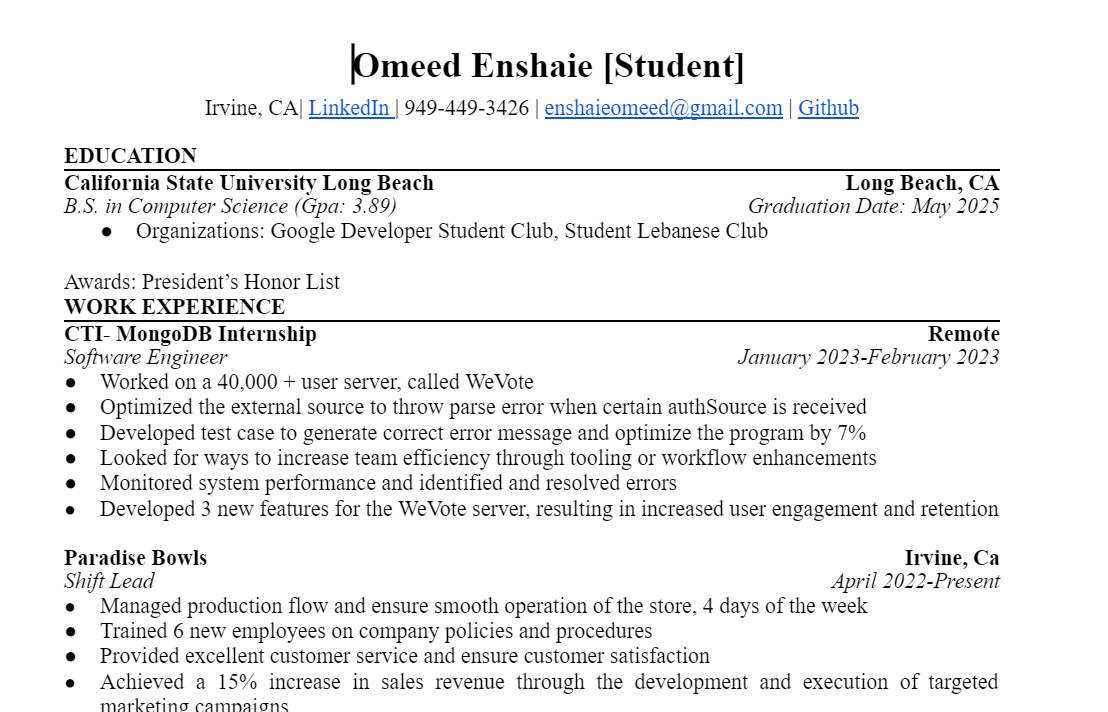 Omeed Enshaie [Student]
Irvine, CA| LinkedIn | 949-449-3426 | enshaieomeed@gmail.com | Github
EDUCATION
California State University Long Beach Long Beach, CA
B.S. in Computer Science (Gpa: 3.89) Graduation Date: May 2025
● Organizations: Google Developer Student Club, Student Lebanese Club
Awards: President’s Honor List
WORK EXPERIENCE
CTI- MongoDB Internship Remote
Software Engineer January 2023-February 2023
● Worked on a 40,000 + user server, called WeVote
● Optimized the external source to throw parse error when certain authSource is received
● Developed test case to generate correct error message and optimize the program by 7%
● Looked for ways to increase team efficiency through tooling or workflow enhancements
● Monitored system performance and identified and resolved errors
● Developed 3 new features for the WeVote server, resulting in increased user engagement and retention
Paradise Bowls Irvine, Ca
Shift Lead April 2022-Present
● Managed production flow and ensure smooth operation of the store, 4 days of the week
● Trained 6 new employees on company policies and procedures
● Provided excellent customer service and ensure customer satisfaction
● Achieved a 15% increase in sales revenue through the development and execution of targeted
marketing campaigns